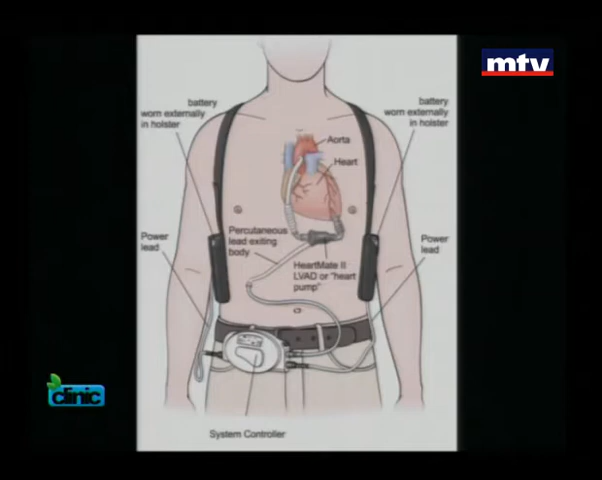 mtv
battery
worn externally
in holster
battery
worn externally
in holster
Aorta
Heart
Percutaneous
lead exiting
body
Power
lead
Power
lead
HeartMate II
LVAD or "heart
pump"
clinic
System Controller